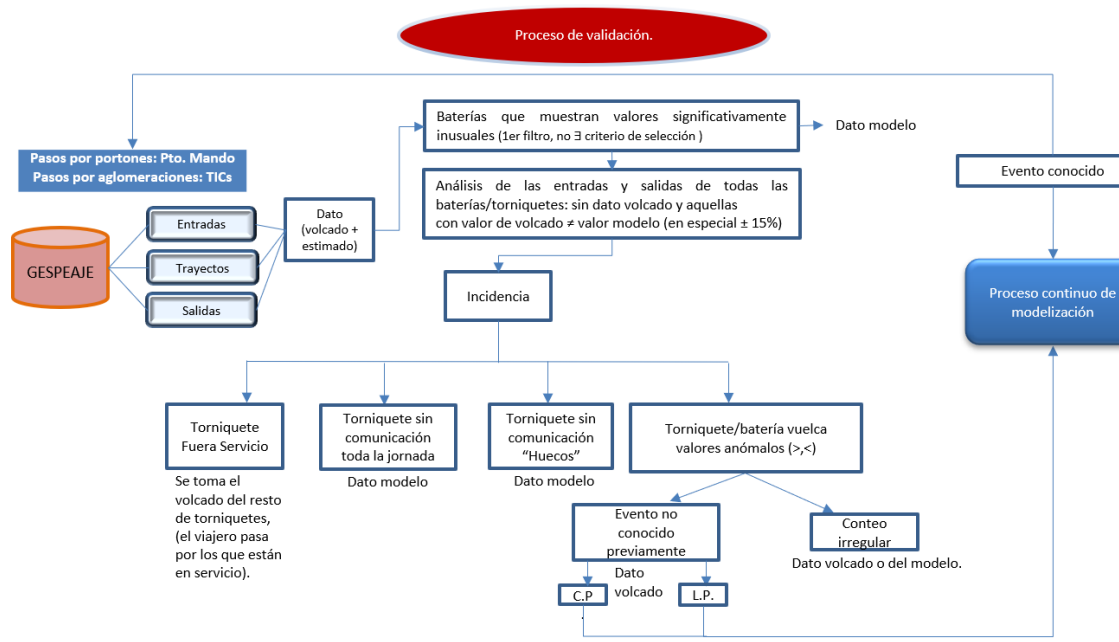 Proceso de validación.
Baterías que muestran valores significativamente
inusuales (1er filtro, no ∃ criterio de selección )
Dato modelo
Pasos por portones: Pto. Mando
Pasos por aglomeraciones: TICs
Evento conocido
Análisis de las entradas y salidas de todas las
baterías/torniquetes: sin dato volcado y aquellas
con valor de volcado ≠ valor modelo (en especial ± 15%)
Dato
(volcado +
estimado)
Entradas
Trayectos
Salidas
GESPEAJE
Incidencia
Proceso continuo de
modelización
Torniquete
Fuera Servicio
Se toma el
volcado del resto
de torniquetes,
(el viajero pasa
por los que están
en servicio).
Torniquete sin
comunicación
toda la jornada
Dato modelo
Torniquete sin
comunicación
“Huecos”
Dato modelo
Torniquete/batería vuelca
valores anómalos (>,<)
Evento no
conocido
previamente
Conteo
irregular
Dato volcado o del modelo.
Dato
volcado
C.P
.
L.P.